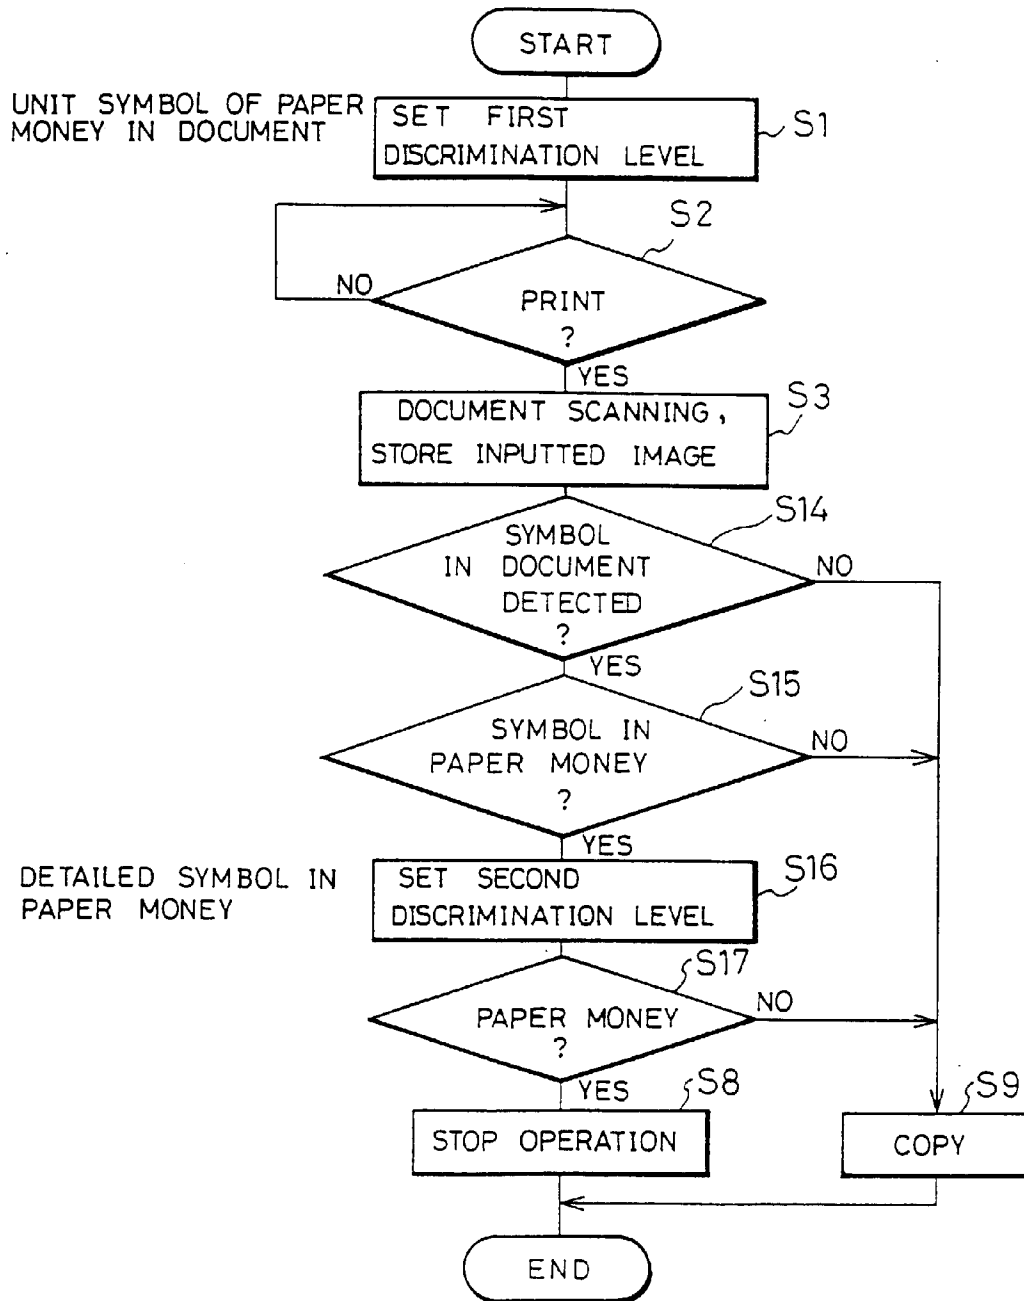 START
UNIT SYMBOL OF PAPER
MONEY IN DOCUMENT
SET FIRST
DISCRIMINATION LEVEL
S1
S2
NO
PRINT
?
YES
S3
DOCUMENT SCANNING,
STORE INPUTTED IMAGE
S14
SYMBOL
IN DOCUMENT
DETECTED
?
NO
YES
S15
SYMBOL IN
PAPER MONEY
?
NO
YES
DETAILED SYMBOL IN
PAPER MONEY
SET SECOND
DISCRIMINATION LEVEL
S16
S17
PAPER MONEY
?
NO
YES
S8
STOP OPERATION
S9
COPY
END